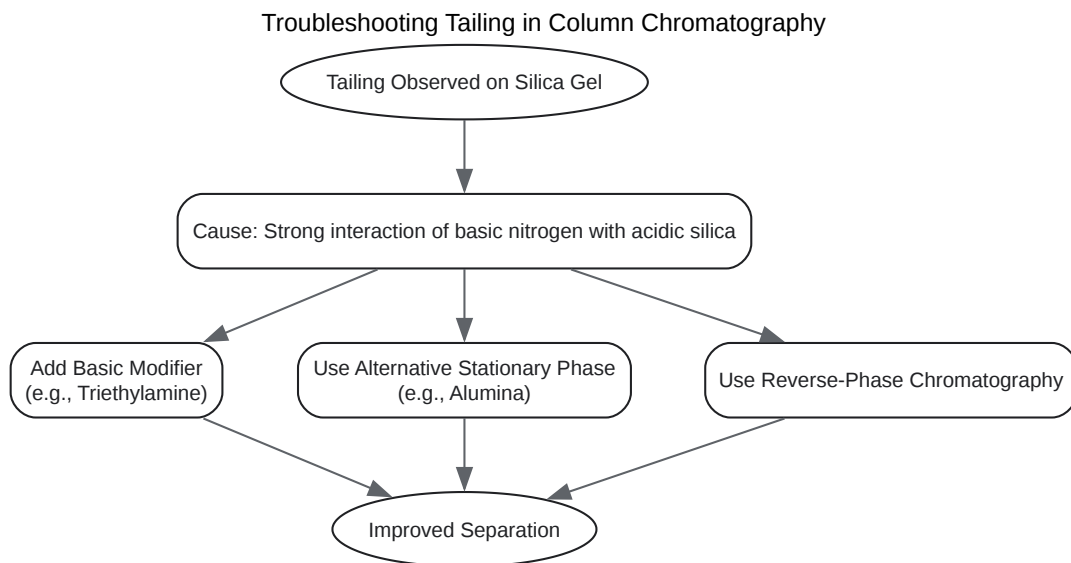 Troubleshooting Tailing in Column Chromatography
Tailing Observed on Silica Gel
Cause: Strong interaction of basic nitrogen with acidic silica
Add Basic Modifier
(e.g., Triethylamine)
Use Alternative Stationary Phase
(e.g., Alumina)
Use Reverse-Phase Chromatography
Improved Separation